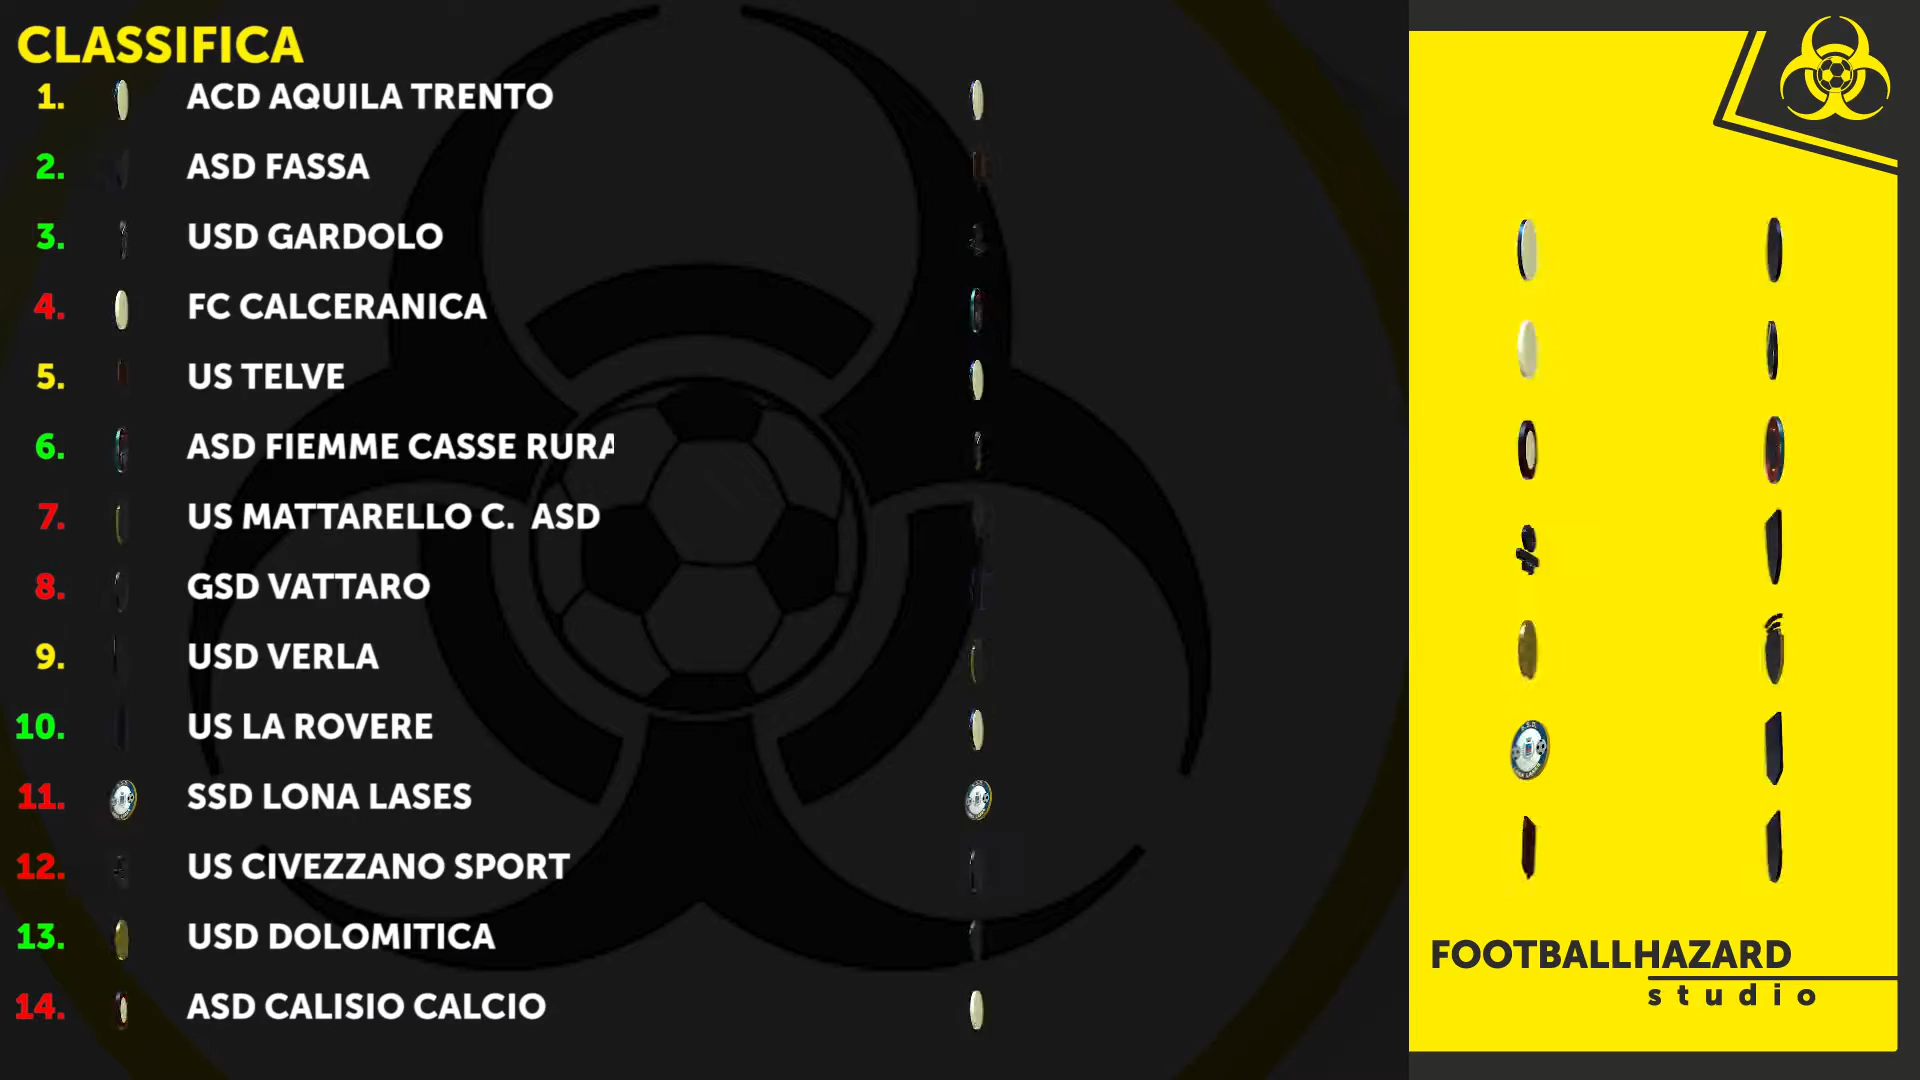 CLASSIFICA
1. ACD AQUILA TRENTO
2. ASD FASSA
3. USD GARDOLO
4. FC CALCERANICA
5. US TELVE
6. ASD FIEMME CASSE RURA
7. US MATTARELLO C. ASD
8. GSD VATTARO
9. USD VERLA
10. US LA ROVERE
11. SSD LONA LASES
12. US CIVEZZANO SPORT
13. USD DOLOMITICA
14. ASD CALISIO CALCIO
FOOTBALLHAZARD
studio